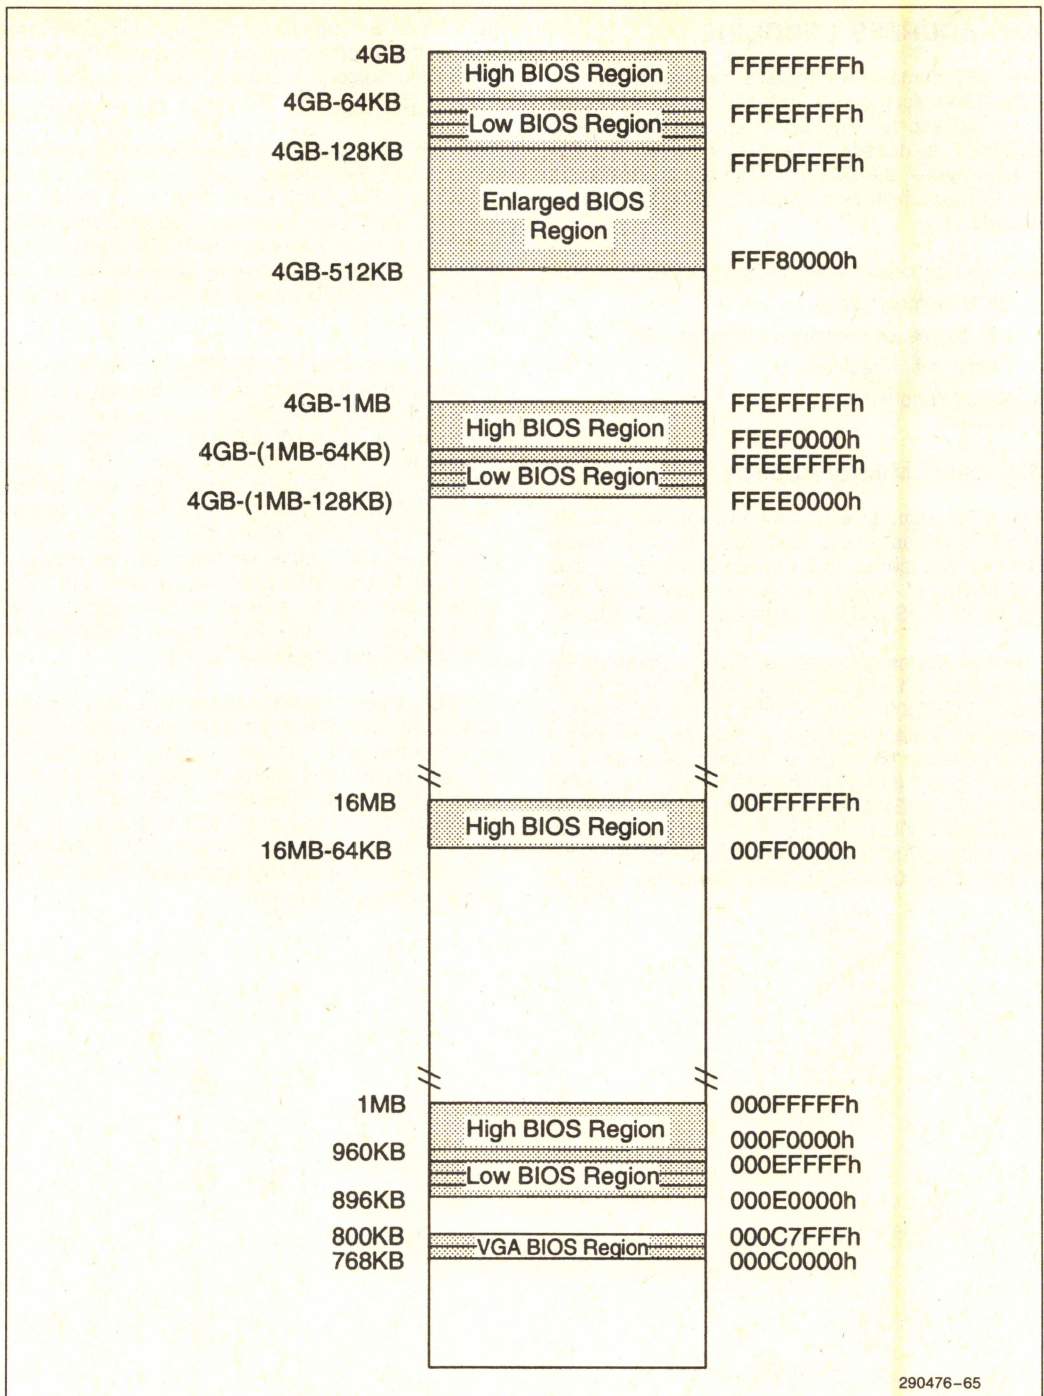 4GB High BIOS Region FFFFFFFFh
4GB-64KB Low BIOS Region FFFEFFFFh
4GB-128KB FFFDFFFFh
Enlarged BIOS
Region
4GB-512KB FFF80000h
4GB-1MB High BIOS Region FFEFFFFFh
FFEF0000h
4GB-(1MB-64KB) FFEEFFFFh
Low BIOS Region
4GB-(1MB-128KB) FFEE0000h
16MB High BIOS Region 00FFFFFFh
16MB-64KB 00FF0000h
1MB 000FFFFFh
High BIOS Region
000F0000h
960KB 000EFFFFh
Low BIOS Region
896KB 000E0000h
800KB 000C7FFFh
VGA BIOS Region
768KB 000C0000h
290476-65